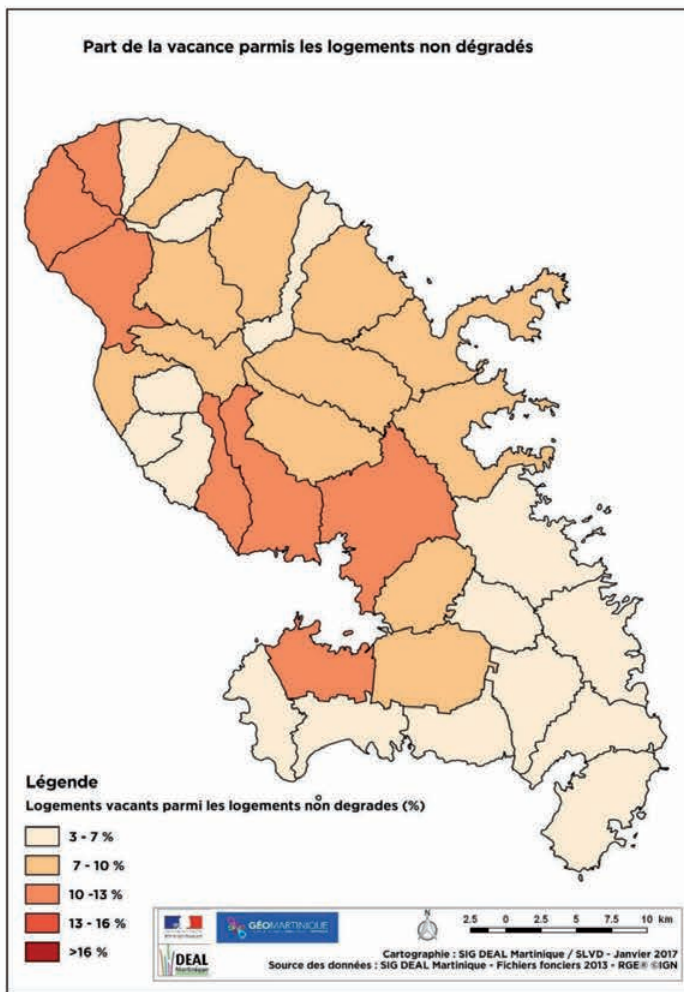 Part de la vacance parmis les logements non dégradés
Légende
Logements vacants parmi les logements non degrades (%)
3 - 7 %
7 - 10 %
10 -13 %
13 - 16 %
>16 %
GÉOMARTINIQUE
DEAL
Martinique
N
2.5 0 2.5 5 7.5 10 km
Cartographie : SIG DEAL Martinique / SLVD - Janvier 2017
Source des données : SIG DEAL Martinique - Fichiers fonciers 2013 - RGE® ©IGN